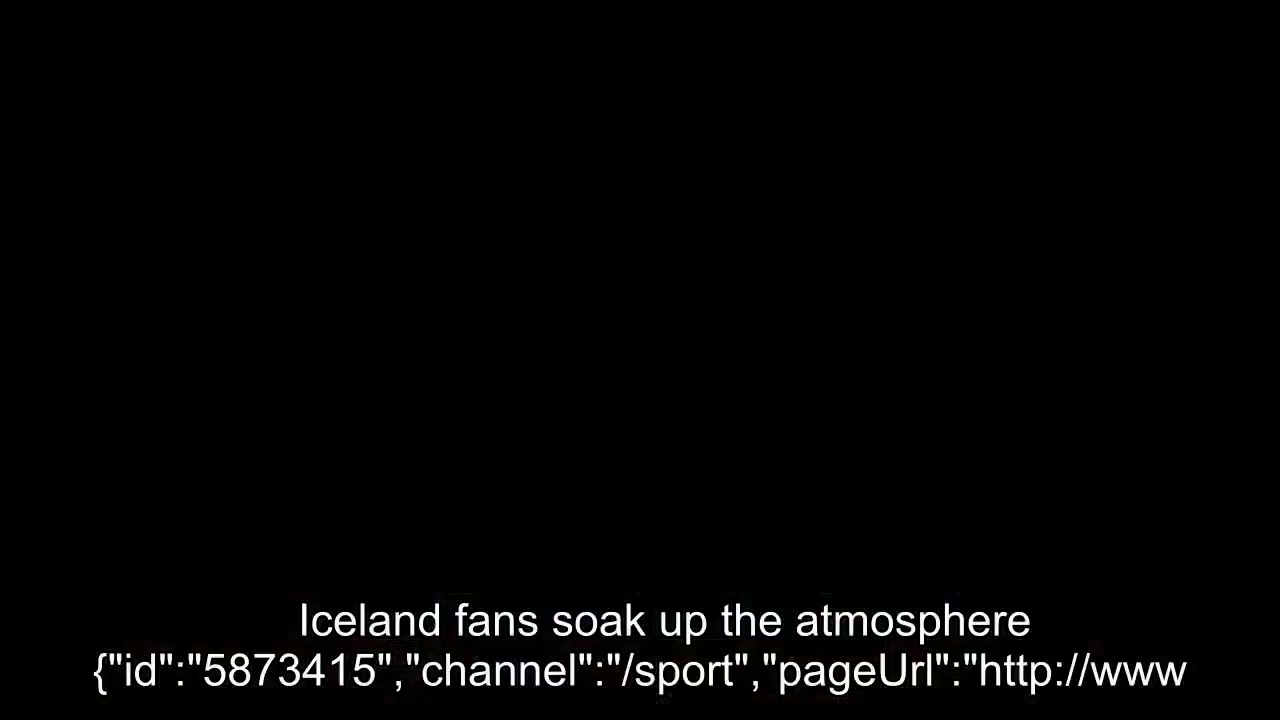 Iceland fans soak up the atmosphere
{"id":"5873415","channel":"/sport","pageUrl":"http://www